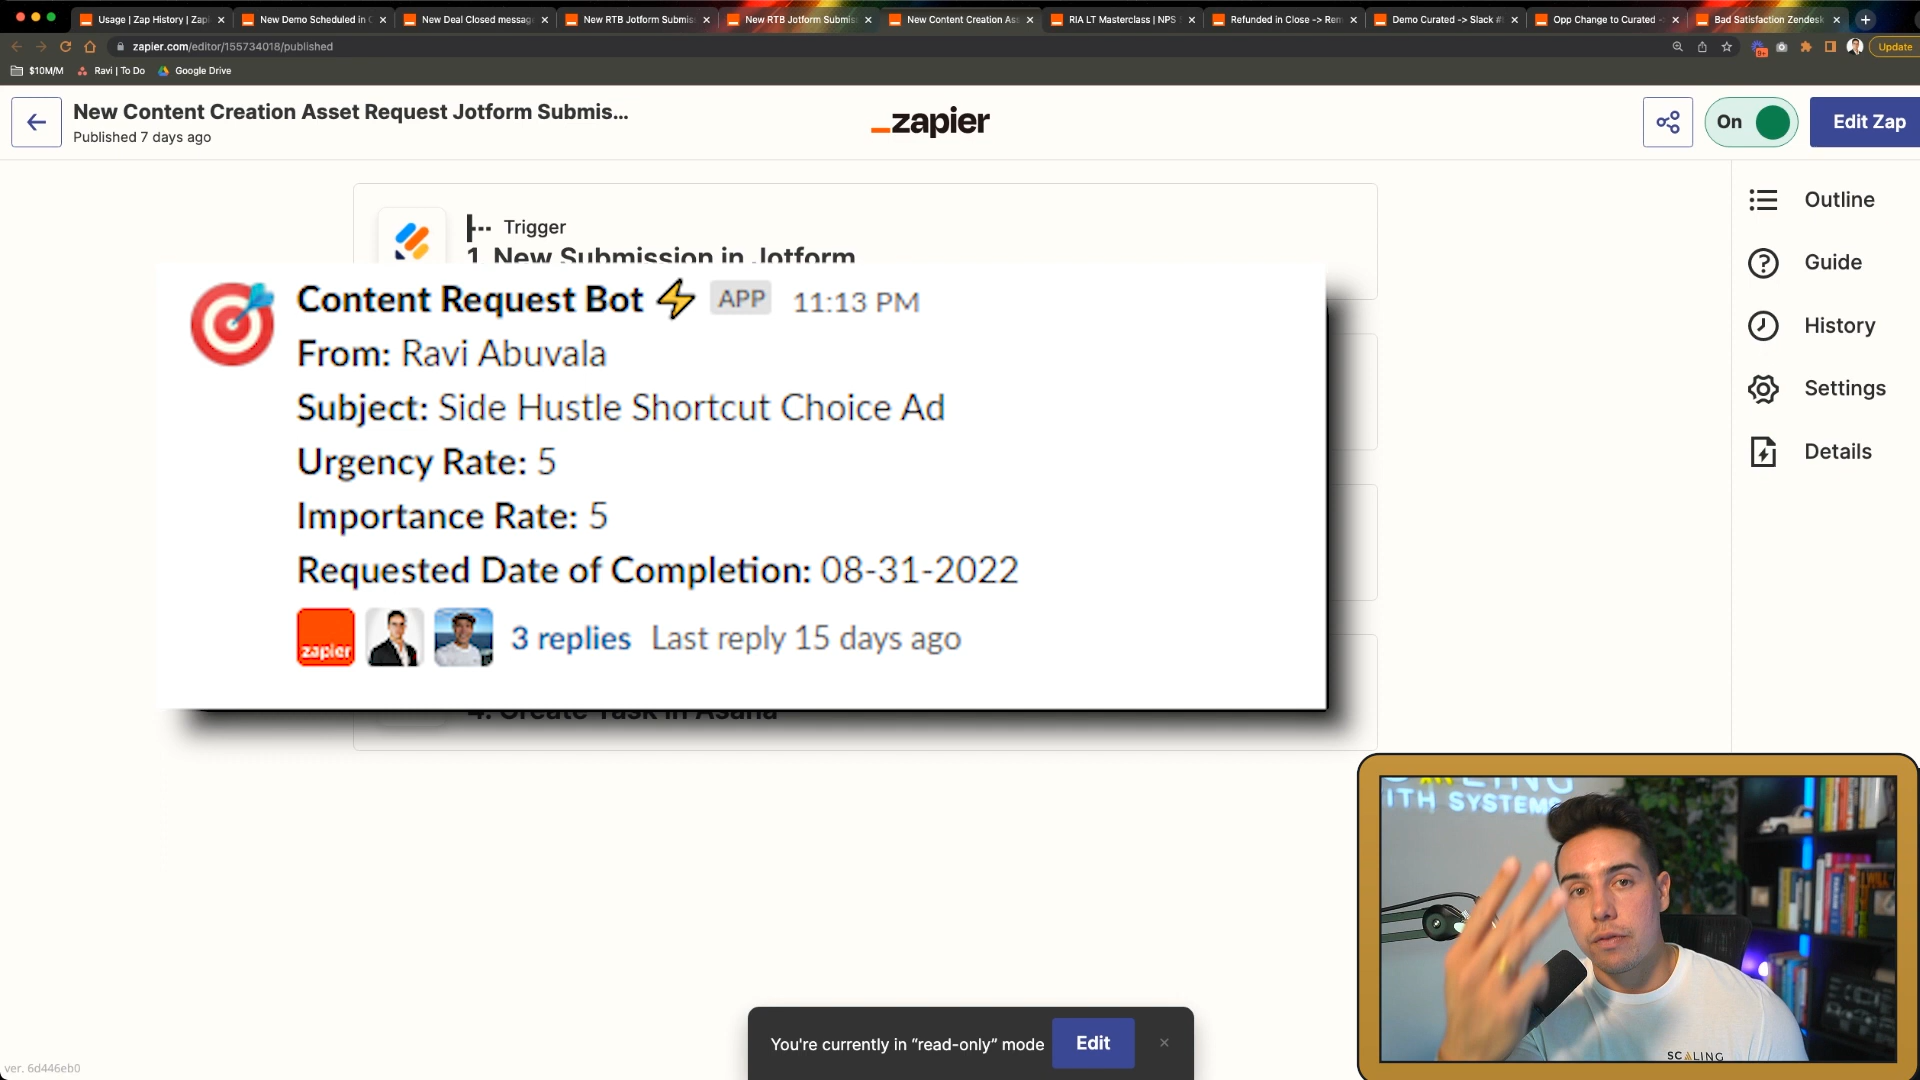 Usage | Zap History | Zapi
New Demo Scheduled in C
New Deal Closed messag
New RTB Jotform Submis
New RTB Jotform Submis
New Content Creation Ass
RIA LT Masterclass | NPS S
Refunded in Close -> Rem
Demo Curated -> Slack #
Opp Change to Curated -
Bad Satisfaction Zendesk
zapier.com/editor/155734018/published
9+
Update
$10M/M
Ravi | To Do
Google Drive
New Content Creation Asset Request Jotform Submis...
Published 7 days ago
zapier
On
Edit Zap
Outline
Guide
History
Settings
Details
Trigger
1. New Submission in Jotform
Content Request Bot APP 11:13 PM
From: Ravi Abuvala
Subject: Side Hustle Shortcut Choice Ad
Urgency Rate: 5
Importance Rate: 5
Requested Date of Completion: 08-31-2022
zapier
3 replies Last reply 15 days ago
4. Create Task in Asana
ITH SYSTEMS
SCALING
You're currently in “read-only” mode
Edit
ver. 6d446eb0